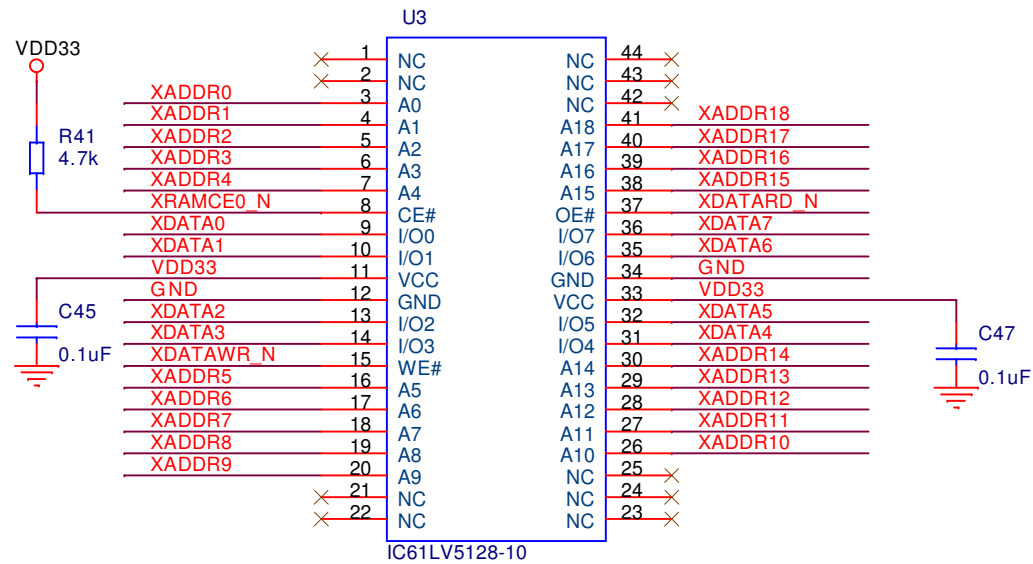 U3
VDD33
R41
4.7k
1 NC NC 44
2 NC NC 43
XADDR0 3 A0 NC 42
XADDR1 4 A1 A18 41 XADDR18
XADDR2 5 A2 A17 40 XADDR17
XADDR3 6 A3 A16 39 XADDR16
XADDR4 7 A4 A15 38 XADDR15
XRAMCE0_N 8 CE# OE# 37 XDATARD_N
XDATA0 9 I/O0 I/O7 36 XDATA7
XDATA1 10 I/O1 I/O6 35 XDATA6
VDD33 11 VCC GND 34 GND
GND 12 GND VCC 33 VDD33
XDATA2 13 I/O2 I/O5 32 XDATA5
XDATA3 14 I/O3 I/O4 31 XDATA4
XDATAWR_N 15 WE# A14 30 XADDR14
XADDR5 16 A5 A13 29 XADDR13
XADDR6 17 A6 A12 28 XADDR12
XADDR7 18 A7 A11 27 XADDR11
XADDR8 19 A8 A10 26 XADDR10
XADDR9 20 A9 NC 25
21 NC NC 24
22 NC NC 23
C45
0.1uF
C47
0.1uF
IC61LV5128-10